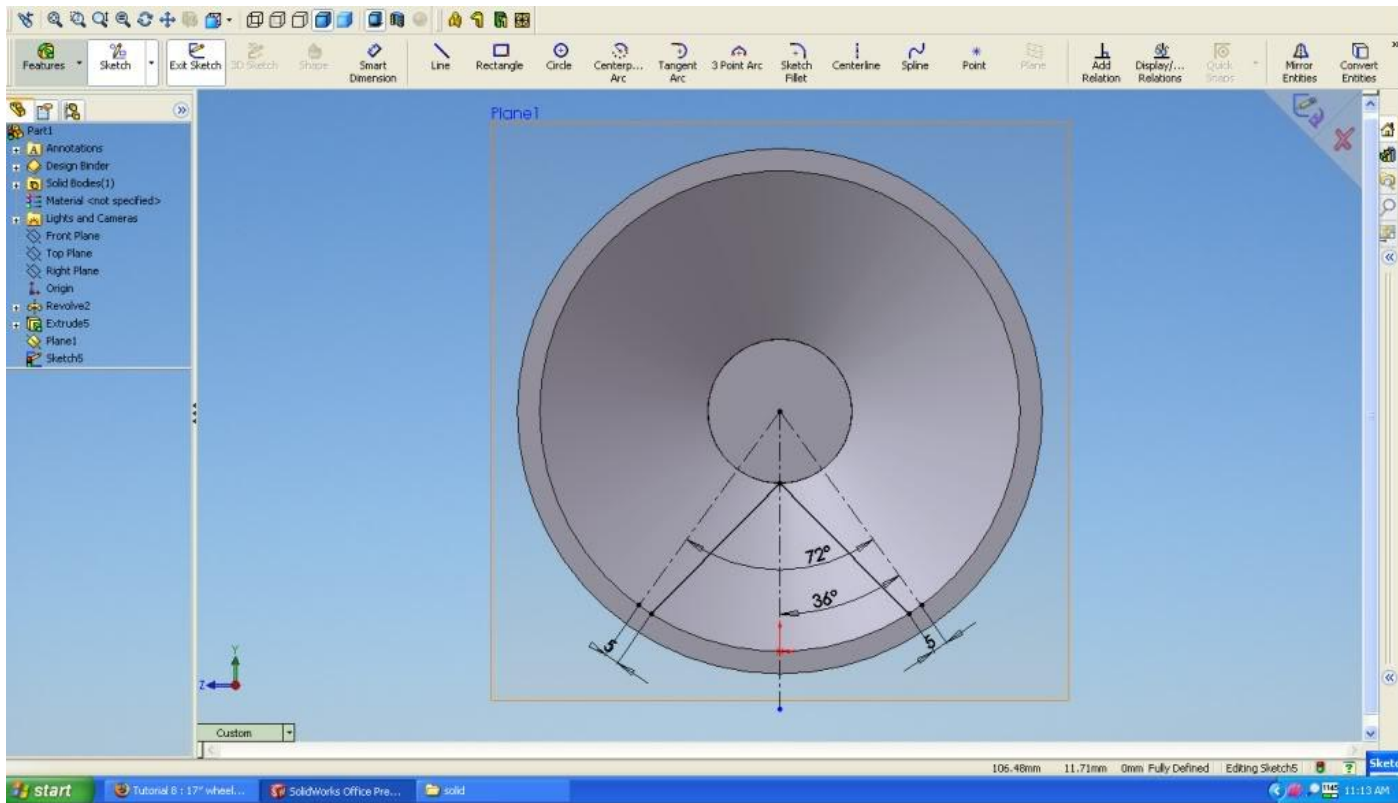 Features
Sketch
Exit Sketch
3D Sketch
Shape
Smart
Dimension
Line
Rectangle
Circle
Centerp...
Arc
Tangent
Arc
3 Point Arc
Sketch
Fillet
Centerline
Spline
Point
Plane
Add
Relation
Display/...
Relations
Quick
Snaps
Mirror
Entities
Convert
Entities
Part1
Annotations
Design Binder
Solid Bodies(1)
Material <not specified>
Lights and Cameras
Front Plane
Top Plane
Right Plane
Origin
Revolve2
Extrude5
Plane1
Sketch5
Plane1
72°
36°
5
5
Y
Z
Custom
106.48mm 11.71mm 0mm Fully Defined Editing Sketch5
start
Tutorial 8 : 17" wheel...
SolidWorks Office Pre...
solid
11:13 AM